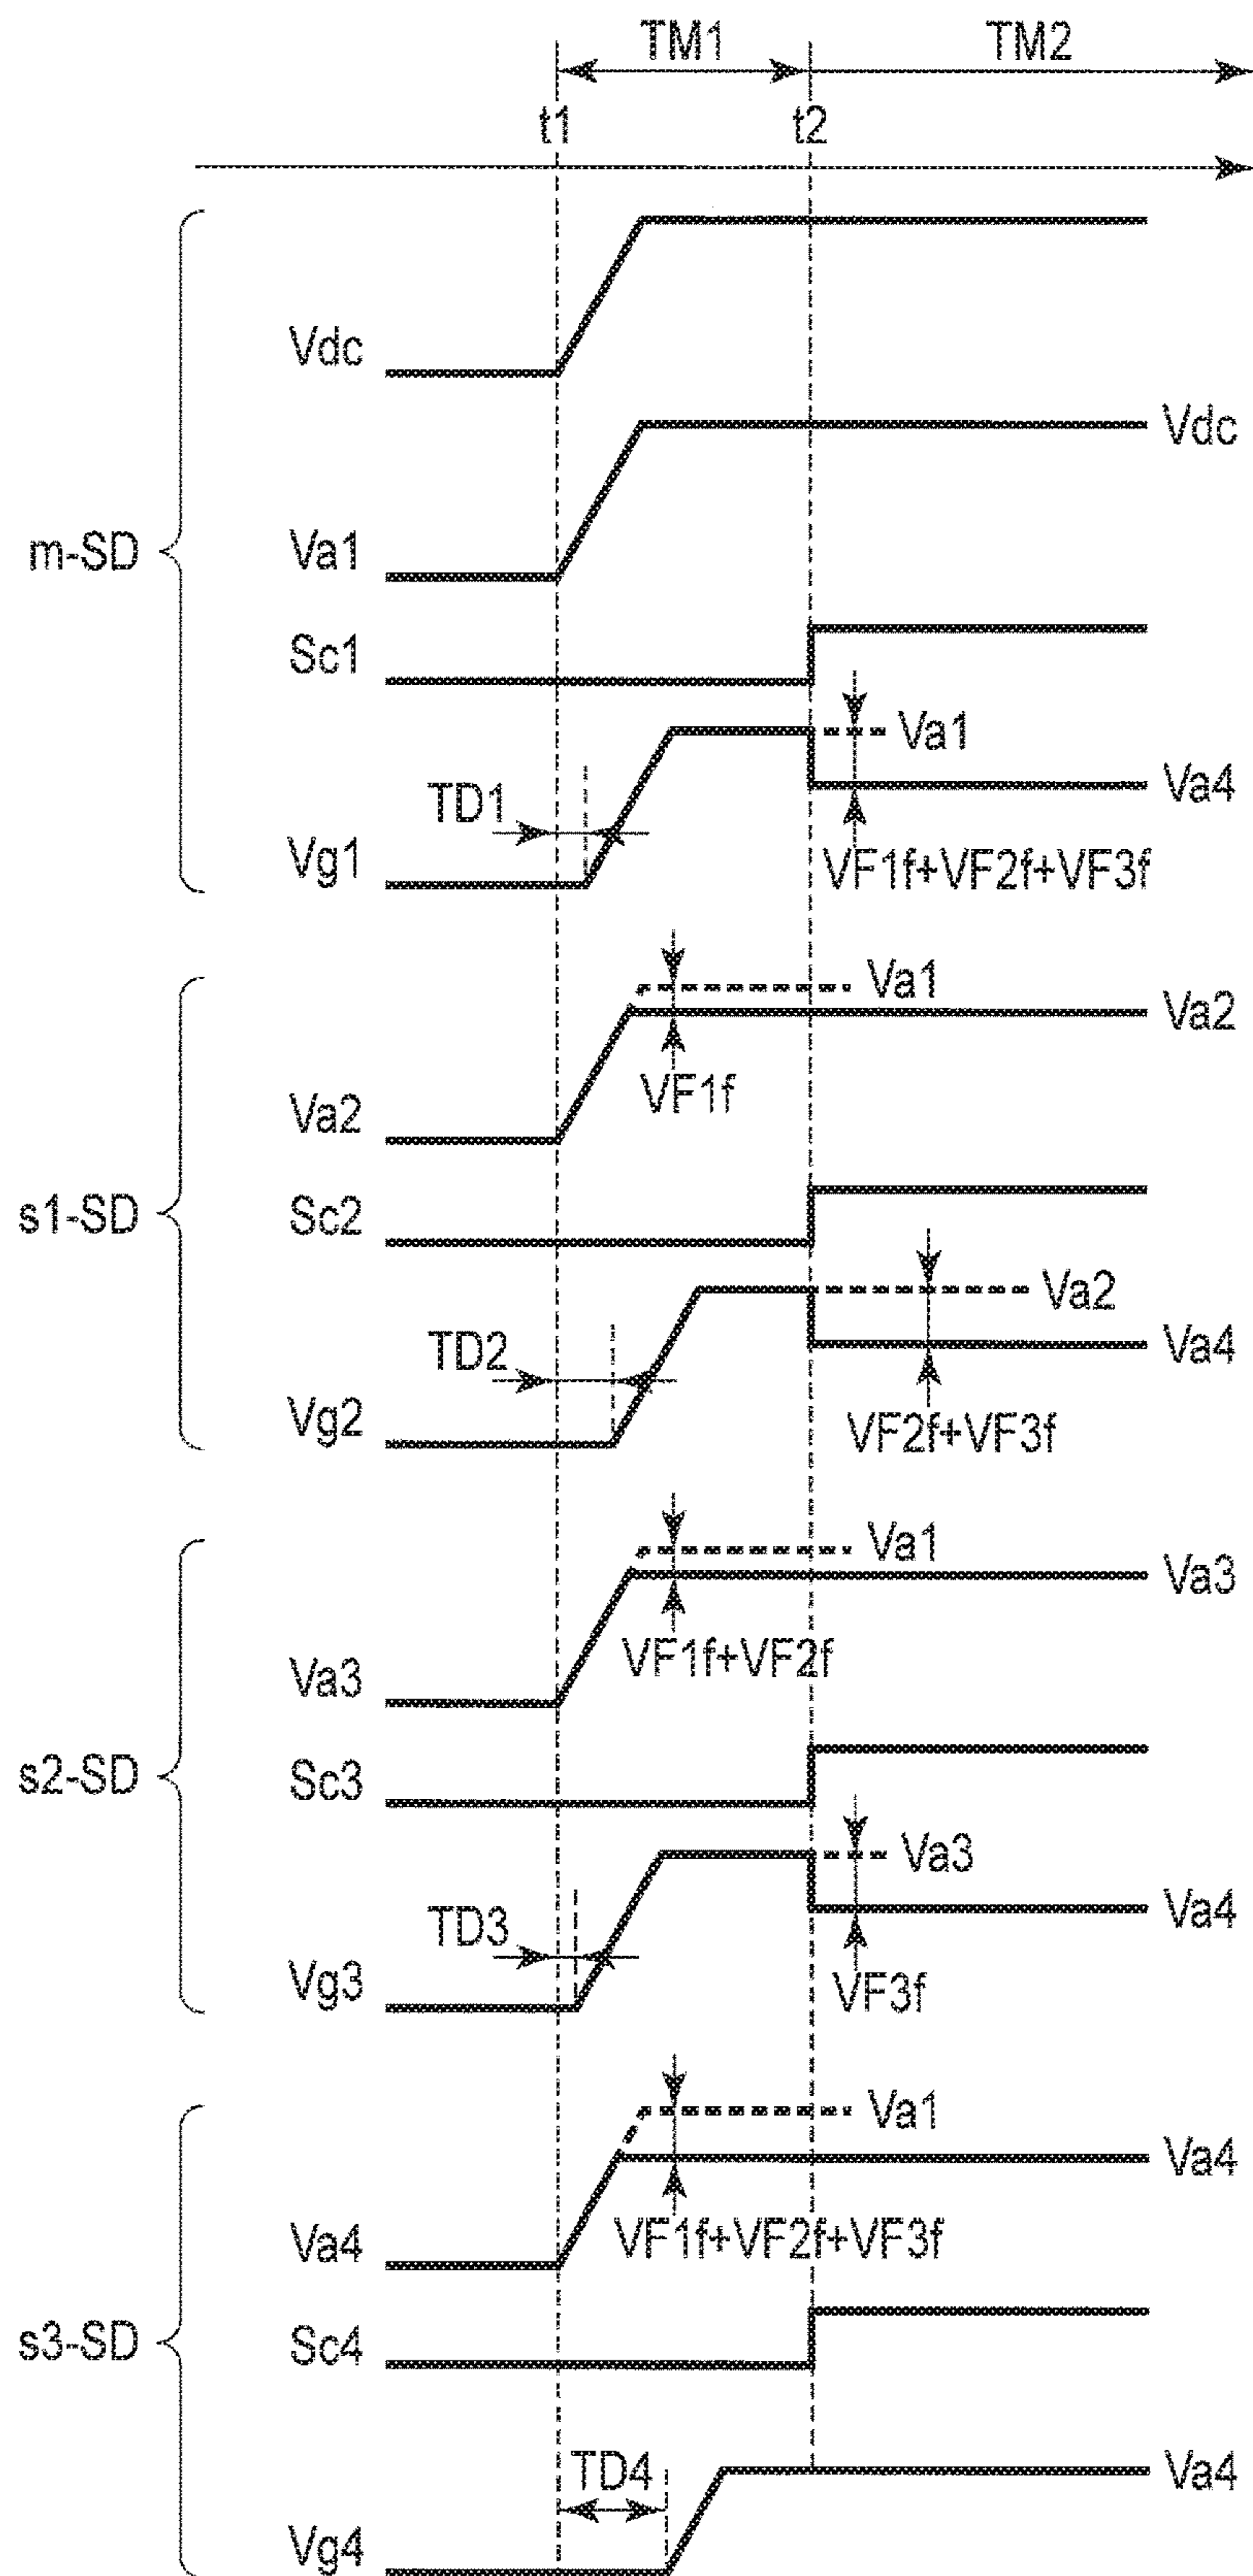 TM1 TM2
t1 t2
Vdc
Vdc
m-SD
Va1
Sc1
Va1
TD1
Va4
Vg1
VF1f+VF2f+VF3f
Va1
Va2
VF1f
Va2
s1-SD
Sc2
Va2
TD2
Va4
Vg2
VF2f+VF3f
Va1
Va3
VF1f+VF2f
Va3
s2-SD
Sc3
Va3
TD3
Va4
Vg3
VF3f
Va1
Va4
VF1f+VF2f+VF3f
Va4
s3-SD
Sc4
TD4
Va4
Vg4